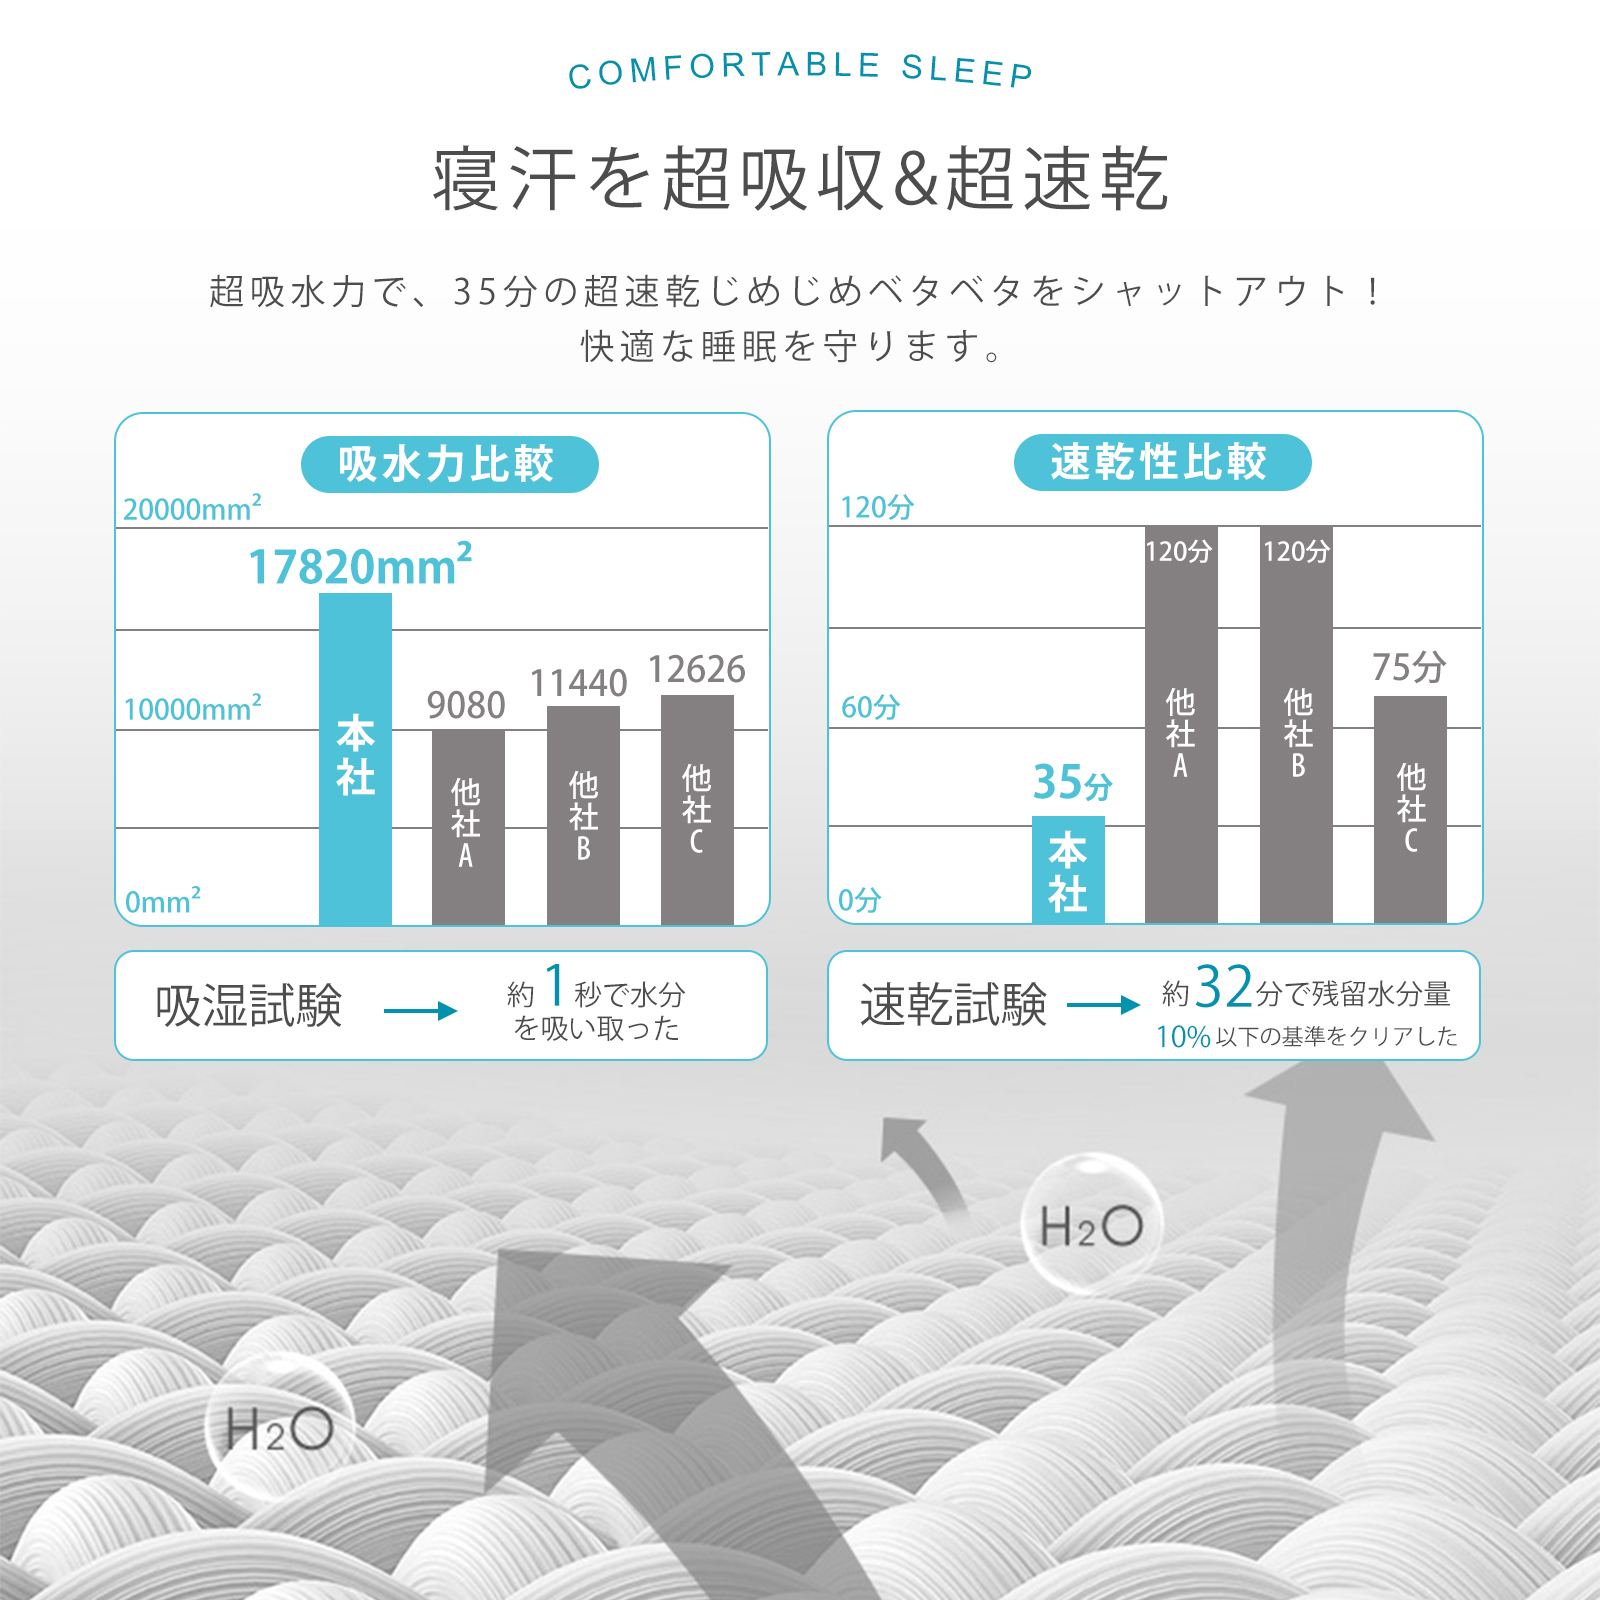 COMFORTABLE SLEEP
寝汗を超吸収&超速乾
超吸水力で、35分の超速乾じめじめベタベタをシャットアウト！
快適な睡眠を守ります。
吸水力比較
20000mm²
17820mm²
12626
11440
9080
10000mm²
本社
他社A
他社B
他社C
0mm²
速乾性比較
120分
120分
120分
75分
60分
35分
本社
他社A
他社B
他社C
0分
吸湿試験
約1秒で水分
を吸い取った
速乾試験
約32分で残留水分量
10%以下の基準をクリアした
H2O
H2O